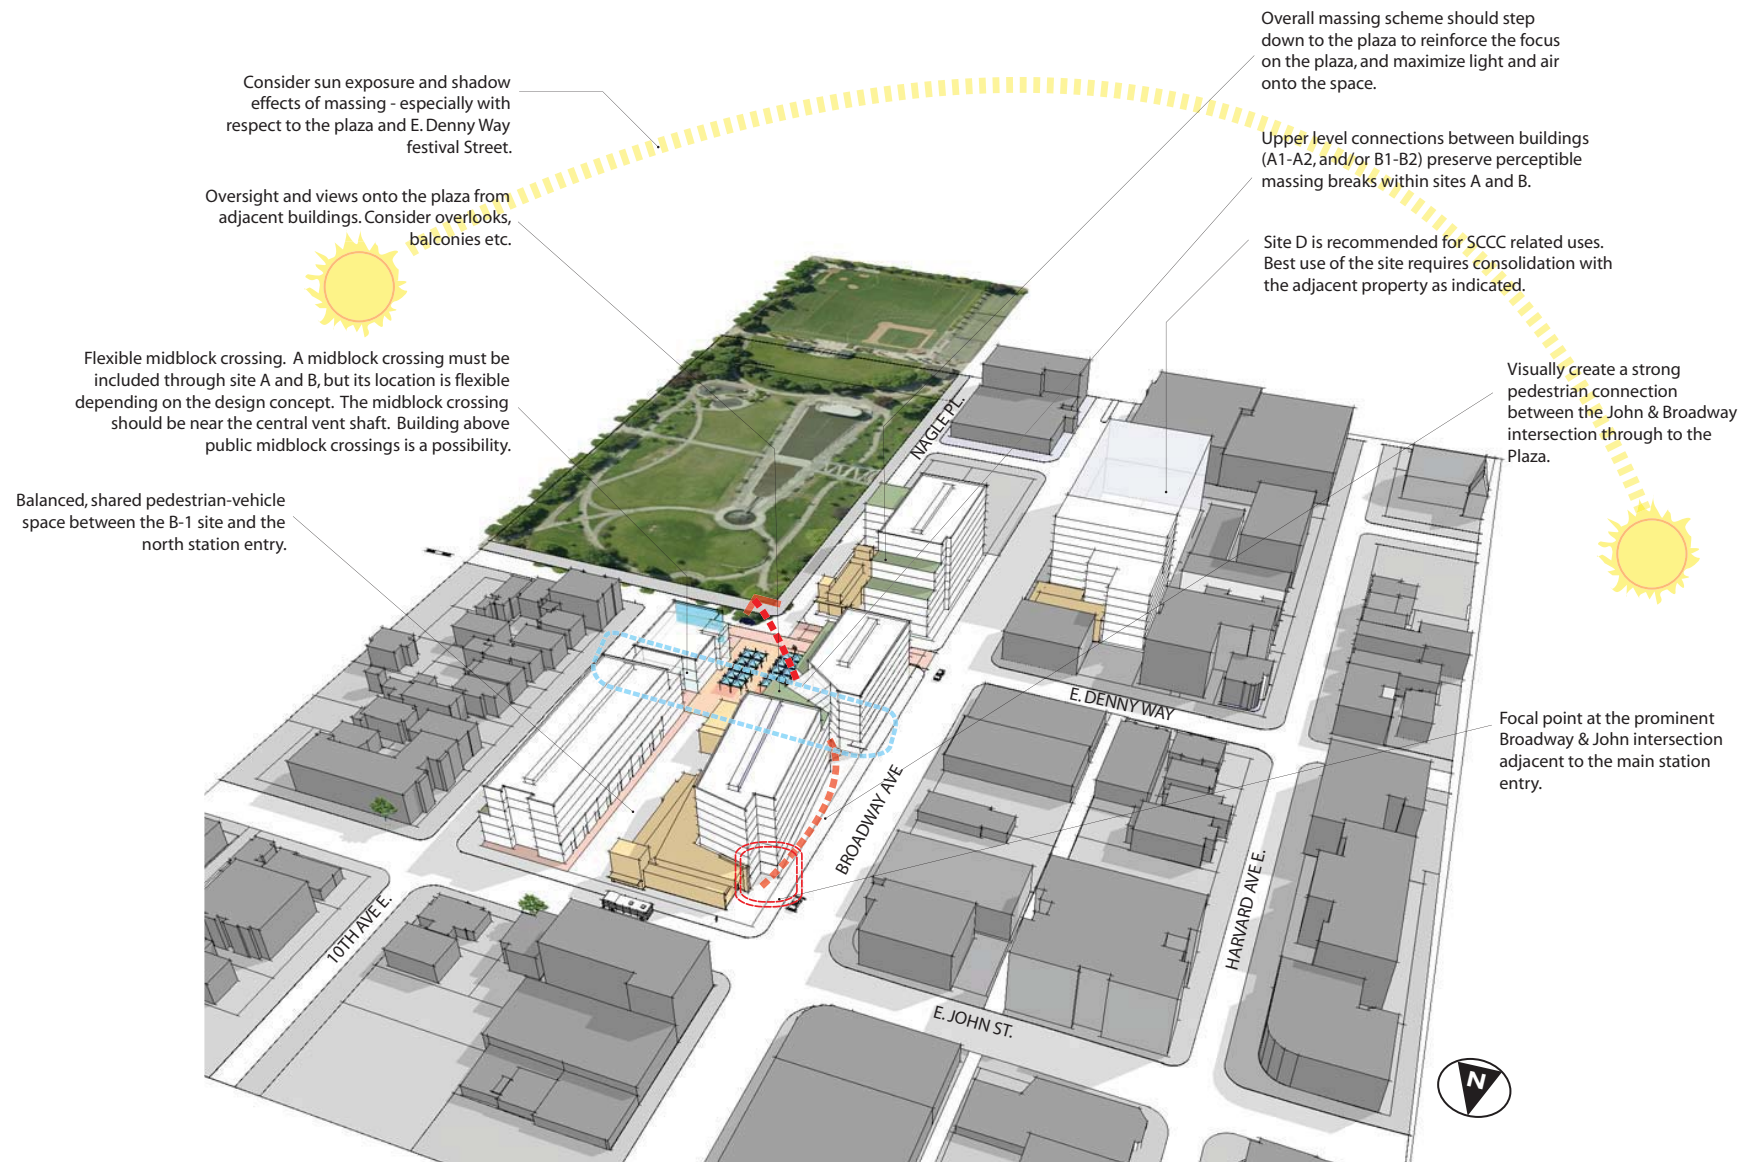 Overall massing scheme should step
down to the plaza to reinforce the focus
on the plaza, and maximize light and air
onto the space.
Consider sun exposure and shadow
effects of massing - especially with
respect to the plaza and E. Denny Way
festival Street.
Upper level connections between buildings
(A1-A2, and/or B1-B2) preserve perceptible
massing breaks within sites A and B.
Oversight and views onto the plaza from
adjacent buildings. Consider overlooks,
balconies etc.
Site D is recommended for SCCC related uses.
Best use of the site requires consolidation with
the adjacent property as indicated.
Flexible midblock crossing. A midblock crossing must be
included through site A and B, but its location is flexible
depending on the design concept. The midblock crossing
should be near the central vent shaft. Building above
public midblock crossings is a possibility.
Visually create a strong
pedestrian connection
between the John & Broadway
intersection through to the
Plaza.
Balanced, shared pedestrian-vehicle
space between the B-1 site and the
north station entry.
Focal point at the prominent
Broadway & John intersection
adjacent to the main station
entry.
NAGLE PL.
E. DENNY WAY
BROADWAY AVE
HARVARD AVE E.
10TH AVE E.
E. JOHN ST.
N